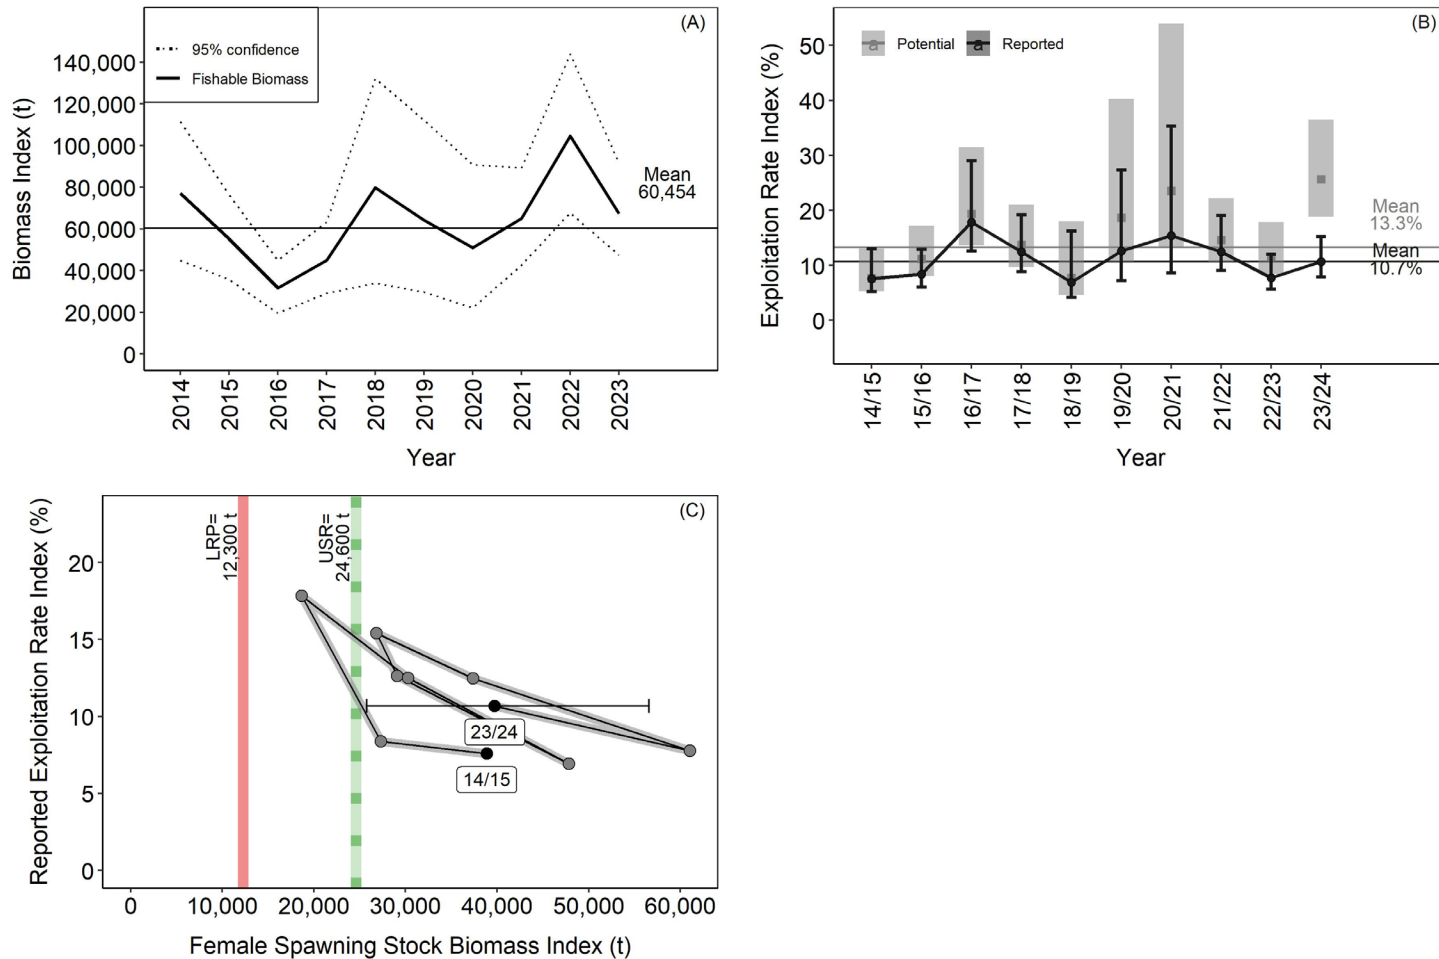 (A)
95% confidence
Fishable Biomass
140,000
120,000
100,000
80,000
60,000
40,000
20,000
0
Biomass Index (t)
Mean
60,454
2014
2015
2016
2017
2018
2019
2020
2021
2022
2023
Year
(B)
a Potential a Reported
50
40
30
20
10
0
Exploitation Rate Index (%)
Mean
13.3%
Mean
10.7%
14/15
15/16
16/17
17/18
18/19
19/20
20/21
21/22
22/23
23/24
Year
(C)
LRP=
12,300 t
USR=
24,600 t
20
15
10
5
0
Reported Exploitation Rate Index (%)
23/24
14/15
0
10,000
20,000
30,000
40,000
50,000
60,000
Female Spawning Stock Biomass Index (t)